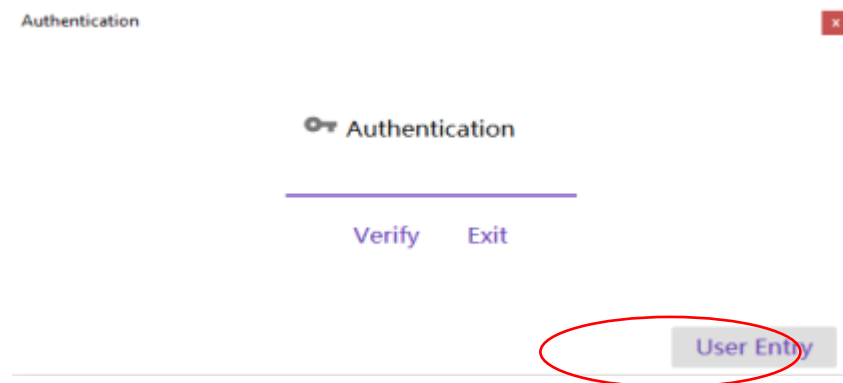 Authentication
x
Authentication
Verify Exit
User Entry